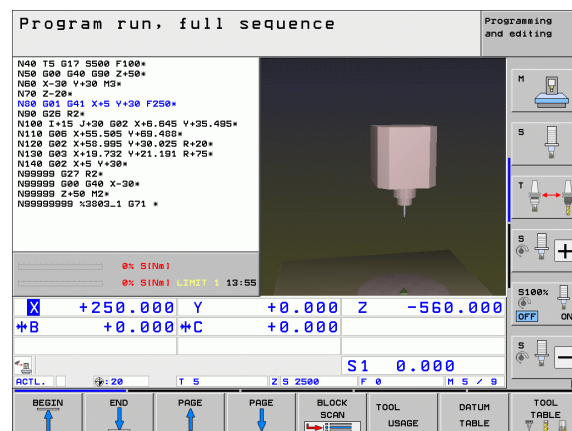 Program run, full sequence
Programming and editing
N40 T5 G17 S500 F100*
N50 G00 G40 G90 Z+50*
N60 X-30 Y+30 M3*
N70 Z-20*
N80 G01 G41 X+5 Y+30 F250*
N90 G26 R2*
N100 I+15 J+30 G02 X+6.645 Y+35.495*
N110 G06 X+55.505 Y+69.488*
N120 G02 X+58.995 Y+30.025 R+20*
N130 G03 X+19.732 Y+21.191 R+75*
N140 G02 X+5 Y+30*
N99999 G27 R2*
N99999 G00 G40 X-30*
N99999 Z+50 M2*
N99999999 %3803_1 G71 *
0% S[Nm]
0% S[Nm] LIMIT 1 13:55
X +250.000 Y +0.000 Z -560.000
B +0.000 C +0.000
S1 0.000
ACTL. :20 T 5 Z S 2500 F 0 M 5 / 9
M
S
T
S
+
S100%
OFF ON
S
-
BEGIN
END
PAGE
PAGE
BLOCK SCAN
TOOL USAGE
DATUM TABLE
TOOL TABLE